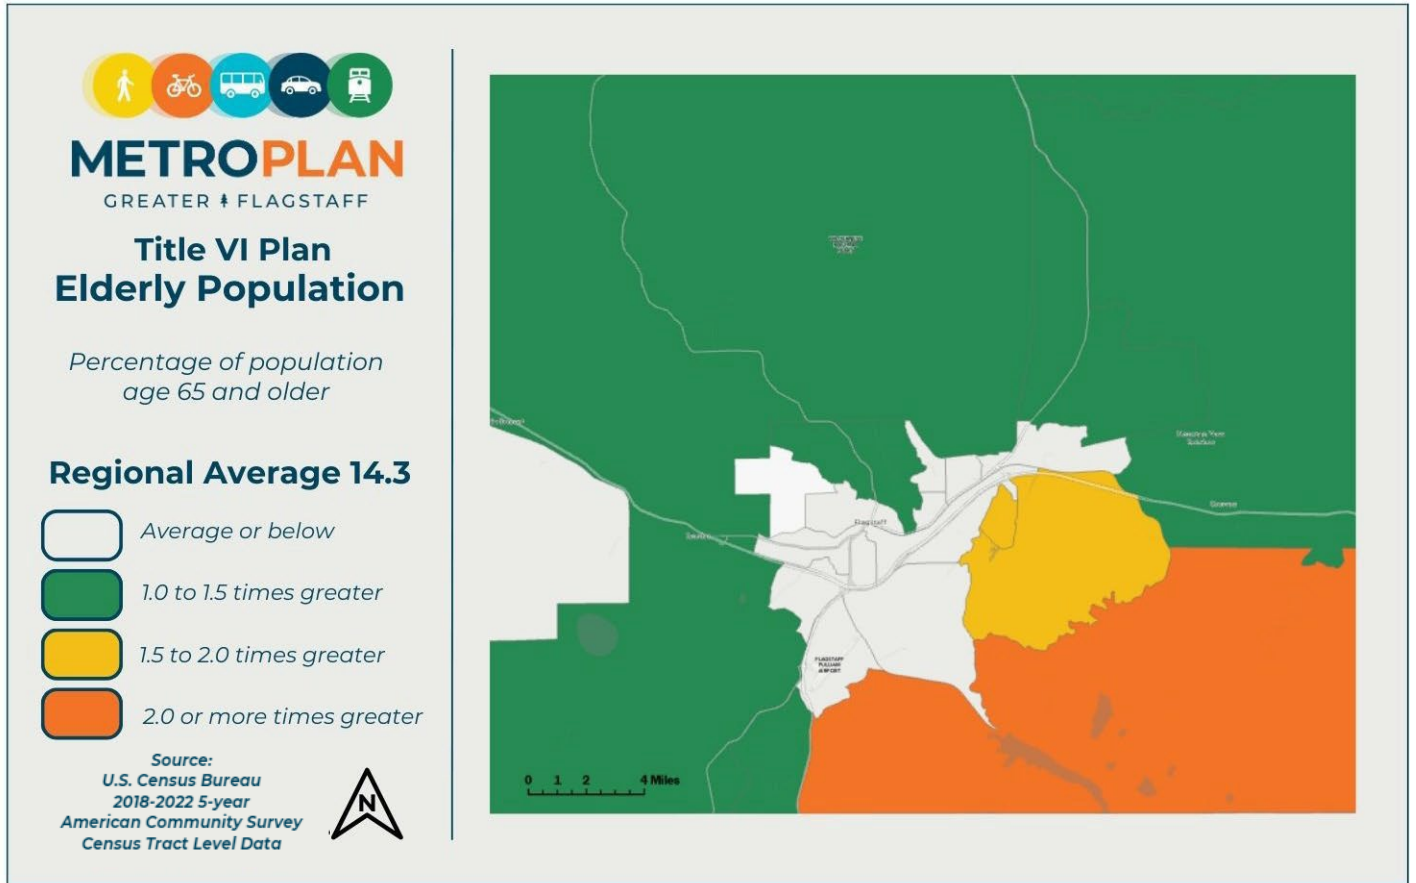 METROPLAN
GREATER FLAGSTAFF
Title VI Plan
Elderly Population
Percentage of population
age 65 and older
Regional Average 14.3
Average or below
1.0 to 1.5 times greater
1.5 to 2.0 times greater
2.0 or more times greater
Source:
U.S. Census Bureau
2018-2022 5-year
American Community Survey
Census Tract Level Data
N
Flagstaff
FLAGSTAFF
PULLIAM
AIRPORT
0 1 2 4 Miles